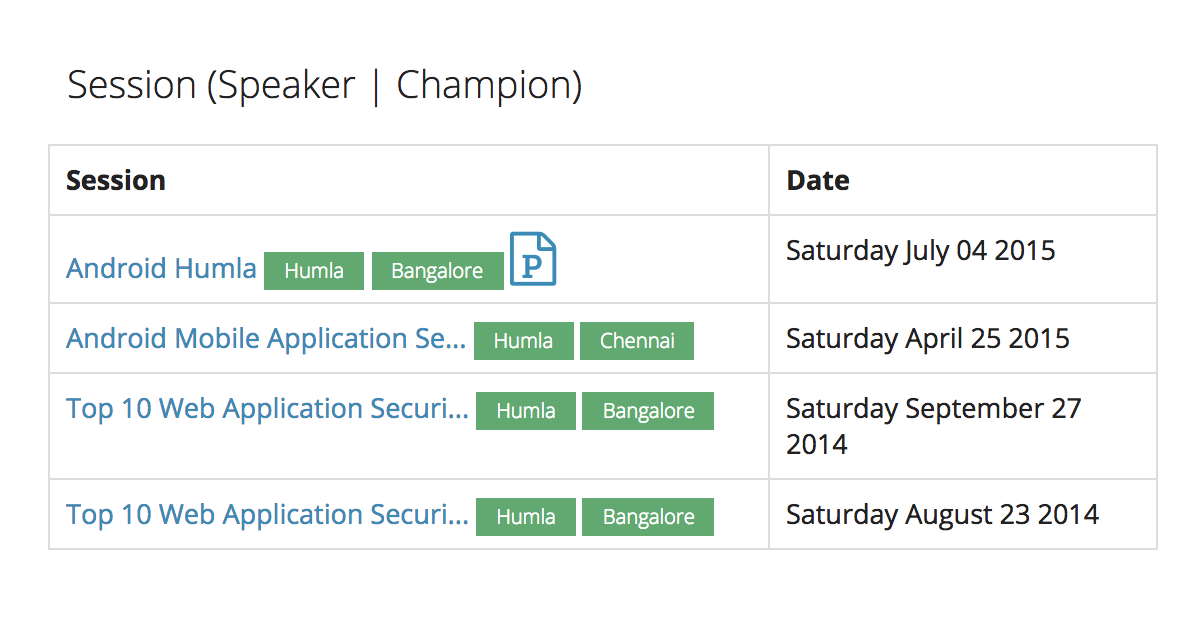 Session (Speaker | Champion)
Session Date
Android Humla Humla Bangalore P Saturday July 04 2015
Android Mobile Application Se... Humla Chennai Saturday April 25 2015
Top 10 Web Application Securi... Humla Bangalore Saturday September 27
2014
Top 10 Web Application Securi... Humla Bangalore Saturday August 23 2014